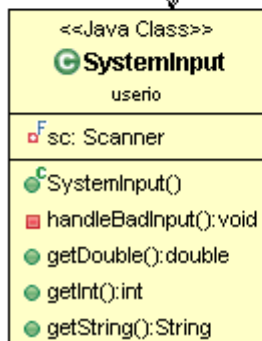 <<Java Class>>
SystemInput
userio
sc: Scanner
SystemInput()
handleBadInput():void
getDouble():double
getInt():int
getString():String